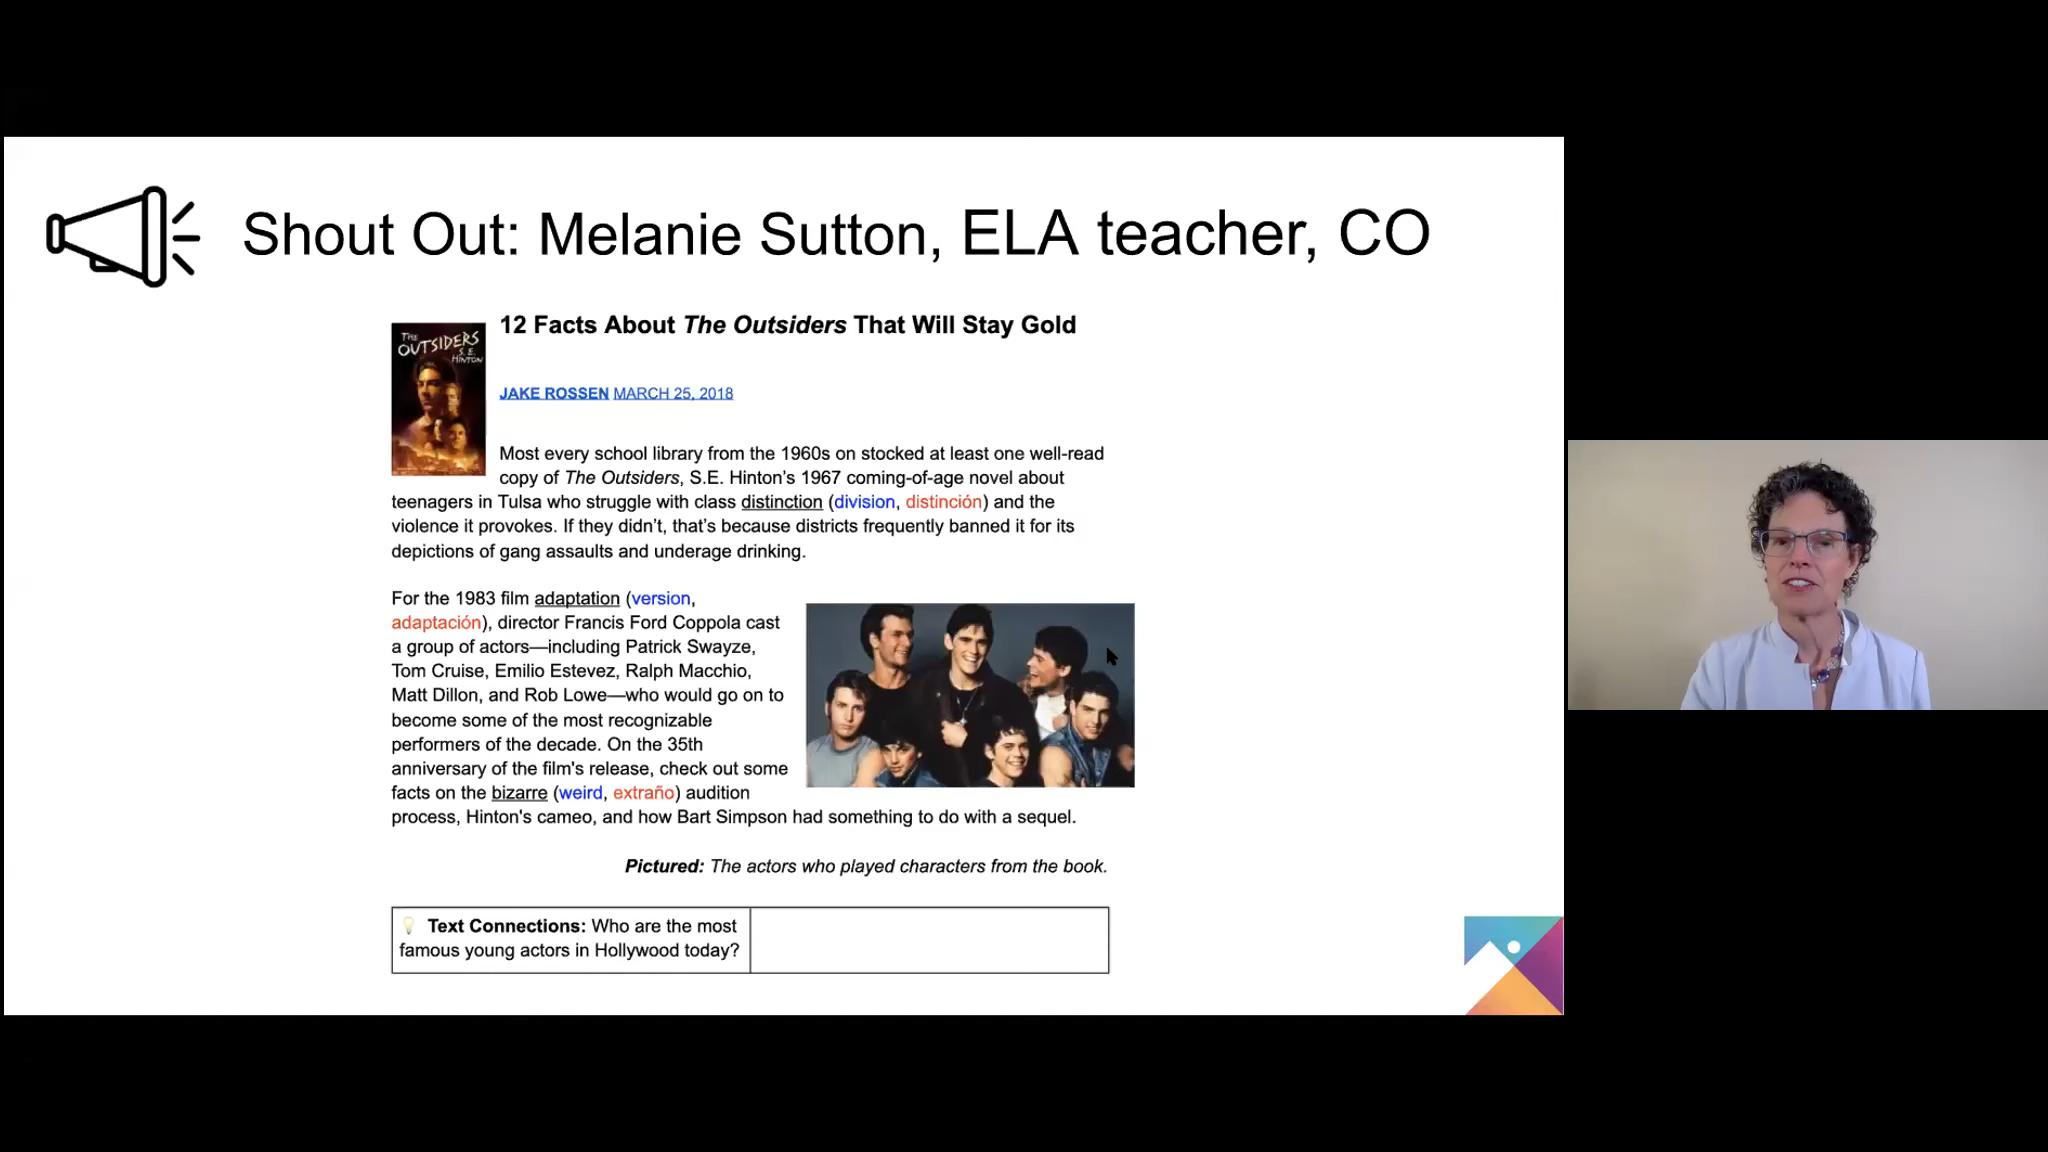 Shout Out: Melanie Sutton, ELA teacher, CO
THE
OUTSIDERS
S. E.
HINTON
12 Facts About The Outsiders That Will Stay Gold
JAKE ROSSEN MARCH 25, 2018
Most every school library from the 1960s on stocked at least one well-read
copy of The Outsiders, S.E. Hinton's 1967 coming-of-age novel about
teenagers in Tulsa who struggle with class distinction (division, distinción) and the
violence it provokes. If they didn't, that's because districts frequently banned it for its
depictions of gang assaults and underage drinking.
For the 1983 film adaptation (version,
adaptación), director Francis Ford Coppola cast
a group of actors—including Patrick Swayze,
Tom Cruise, Emilio Estevez, Ralph Macchio,
Matt Dillon, and Rob Lowe—who would go on to
become some of the most recognizable
performers of the decade. On the 35th
anniversary of the film's release, check out some
facts on the bizarre (weird, extraño) audition
process, Hinton's cameo, and how Bart Simpson had something to do with a sequel.
Pictured: The actors who played characters from the book.
Text Connections: Who are the most
famous young actors in Hollywood today?